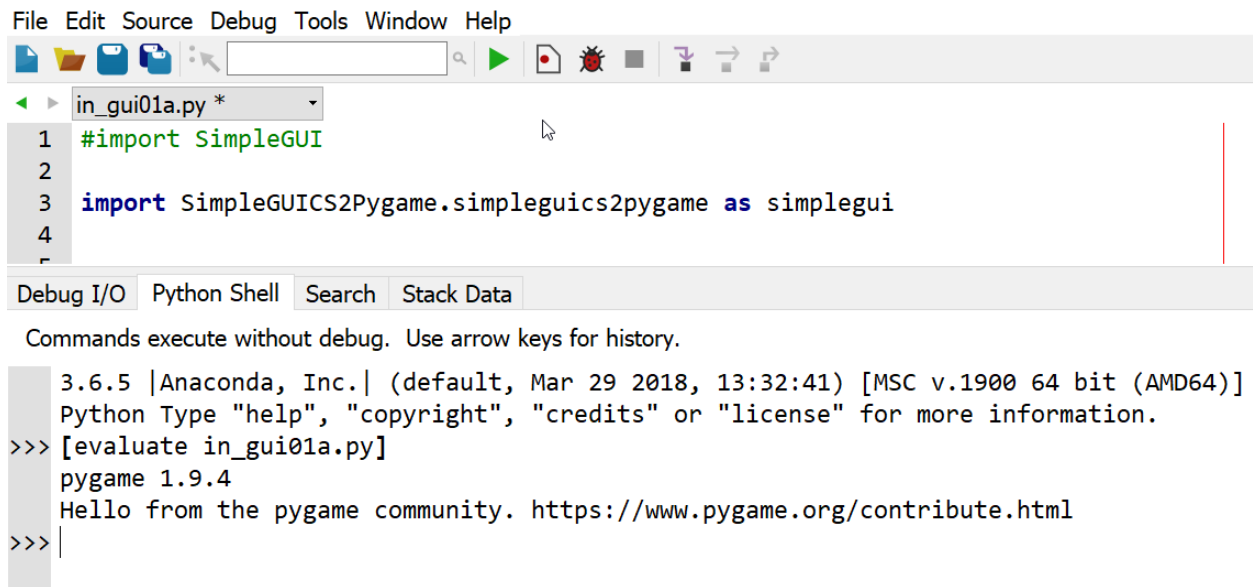 File Edit Source Debug Tools Window Help
in_gui01a.py *
1 #import SimpleGUI
2
3 import SimpleGUICS2Pygame.simpleguics2pygame as simplegui
4
Debug I/O Python Shell Search Stack Data
Commands execute without debug. Use arrow keys for history.
3.6.5 |Anaconda, Inc.| (default, Mar 29 2018, 13:32:41) [MSC v.1900 64 bit (AMD64)]
Python Type "help", "copyright", "credits" or "license" for more information.
>>> [evaluate in_gui01a.py]
pygame 1.9.4
Hello from the pygame community. https://www.pygame.org/contribute.html
>>>